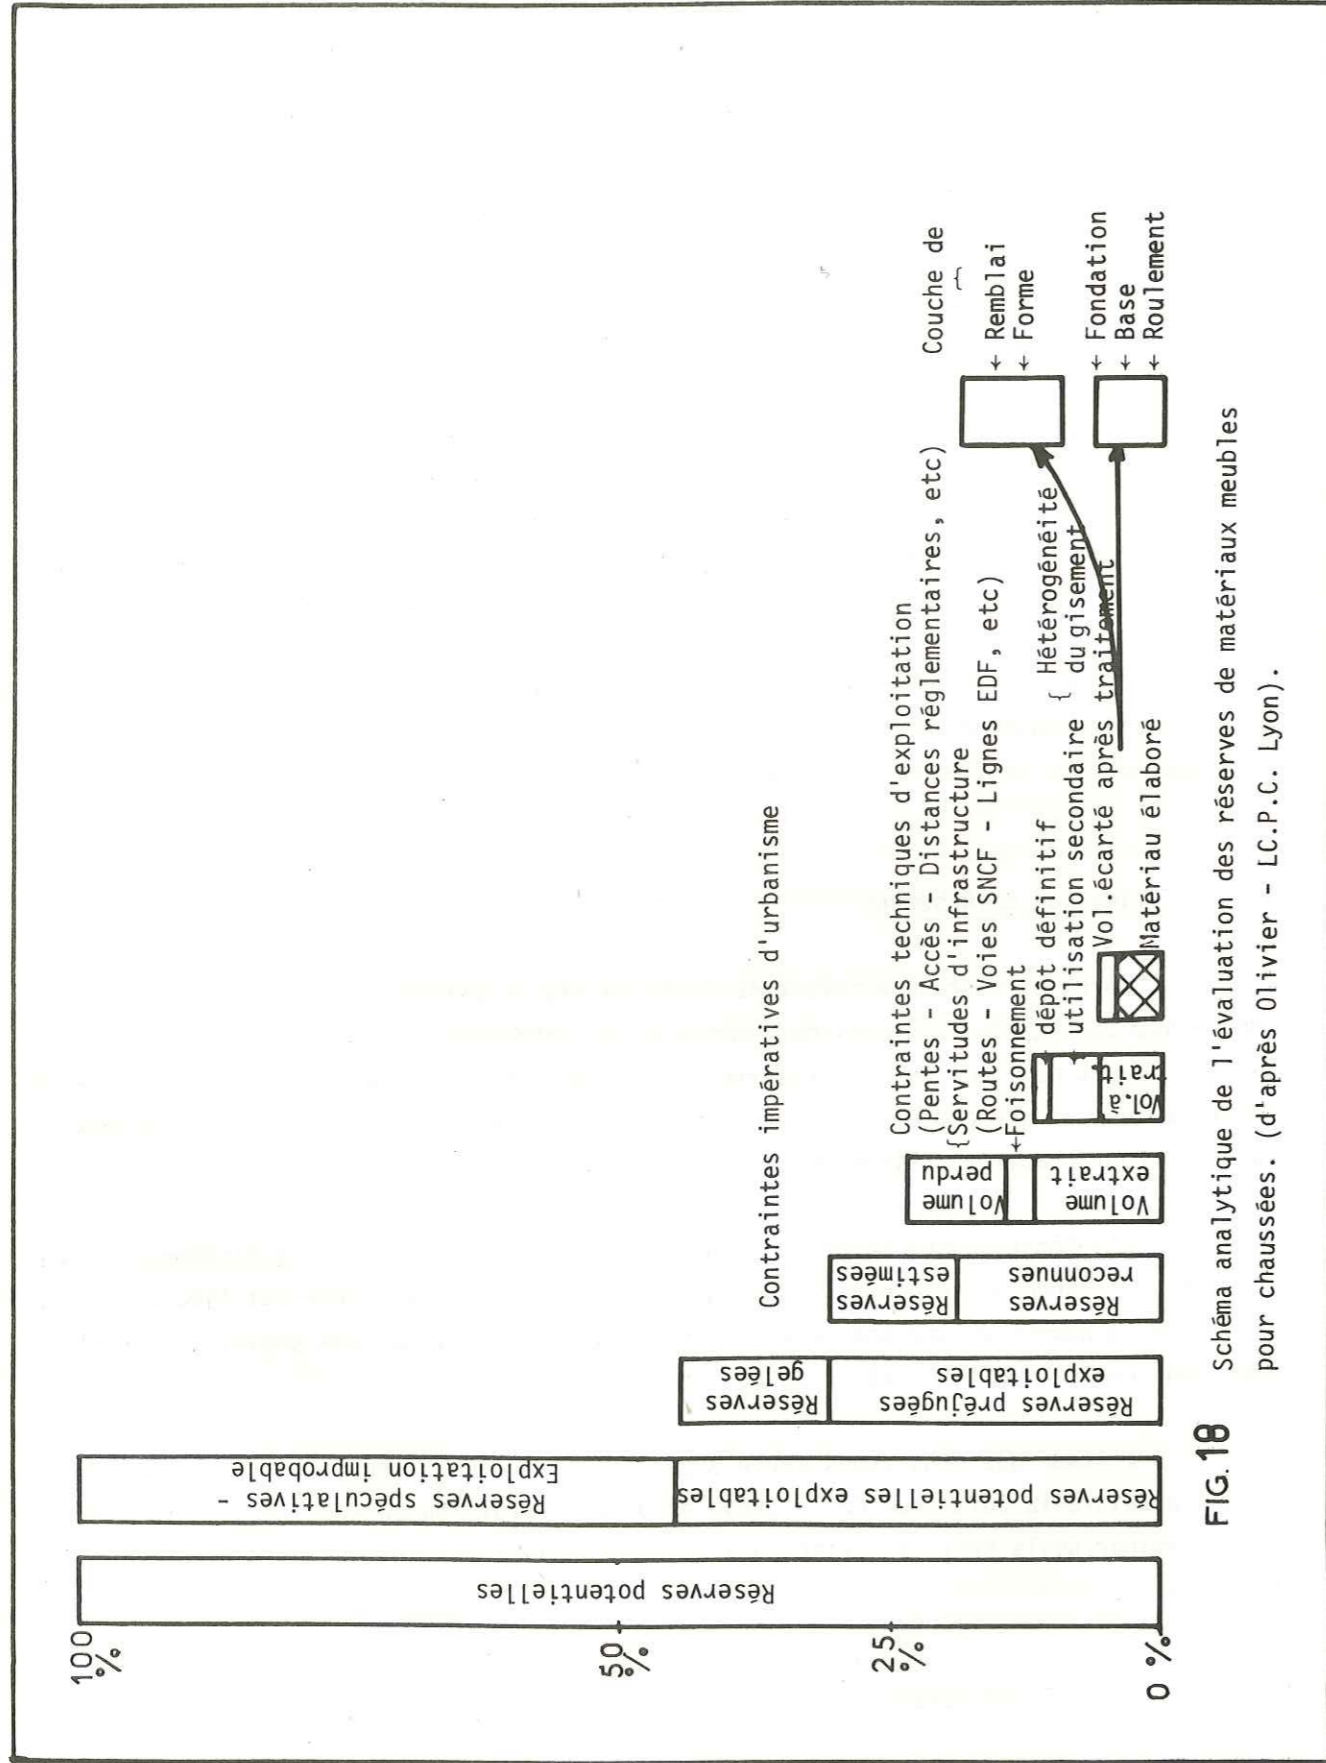 100
%
50
%
25
%
0 %
Réserves potentielles
Réserves spéculatives -
Exploitation improbable
Réserves potentielles exploitables
Réserves
gelées
Réserves préjugées
exploitables
Réserves
estimées
Réserves
reconnues
Contraintes impératives d'urbanisme
Volume
perdu
Volume
extrait
Contraintes techniques d'exploitation
(Pentes - Accès - Distances réglementaires, etc)
{Servitudes d'infrastructure
(Routes - Voies SNCF - Lignes EDF, etc)
←Foisonnement
Vol.à
trait.
dépôt définitif
utilisation secondaire { Hétérogénéité
du gisement
Vol.écarté après traitement
Matériau élaboré
Couche de
{
← Remblai
← Forme
← Fondation
← Base
← Roulement
FIG. 18
Schéma analytique de l'évaluation des réserves de matériaux meubles
pour chaussées. (d'après Olivier - LC.P.C. Lyon).